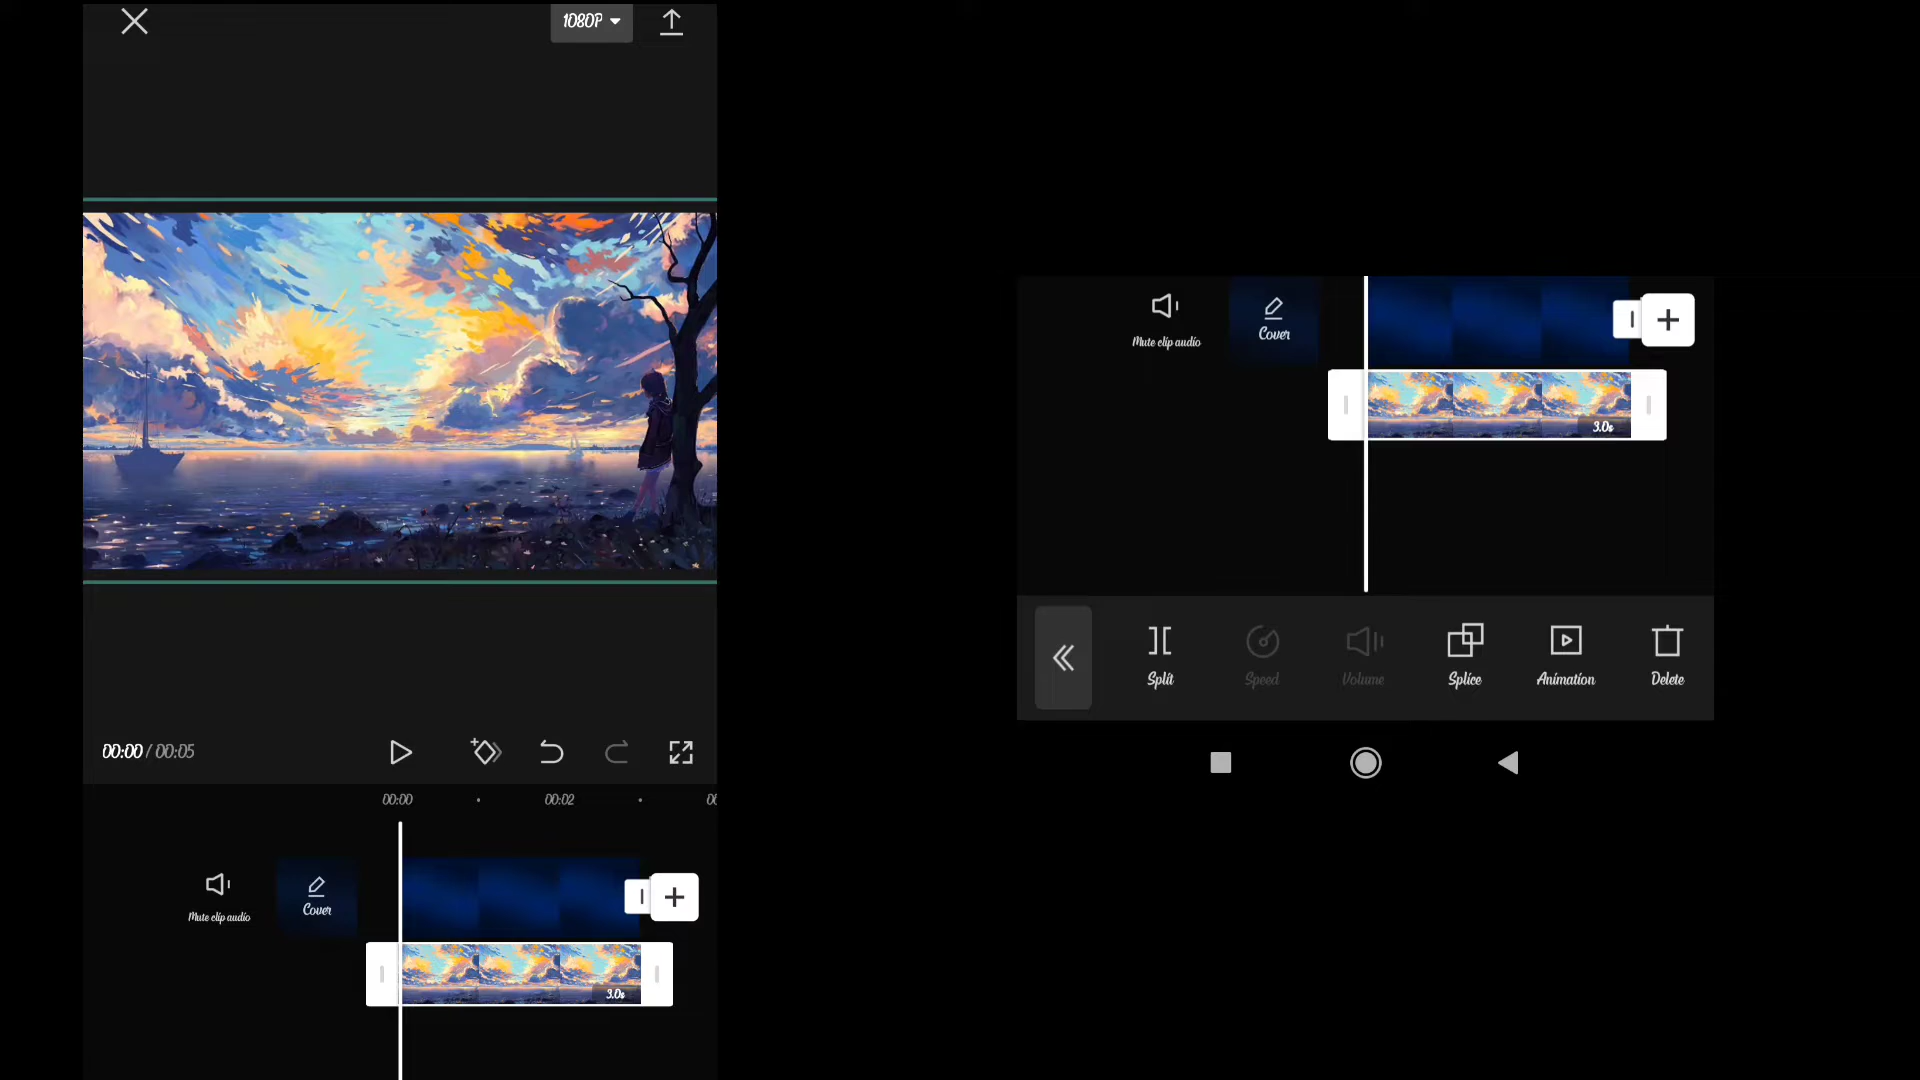 1080P
00:00 / 00:05
00:00
00:02
Mute clip audio
Cover
3.0s
Mute clip audio
Cover
3.0s
Split
Speed
Volume
Splice
Animation
Delete